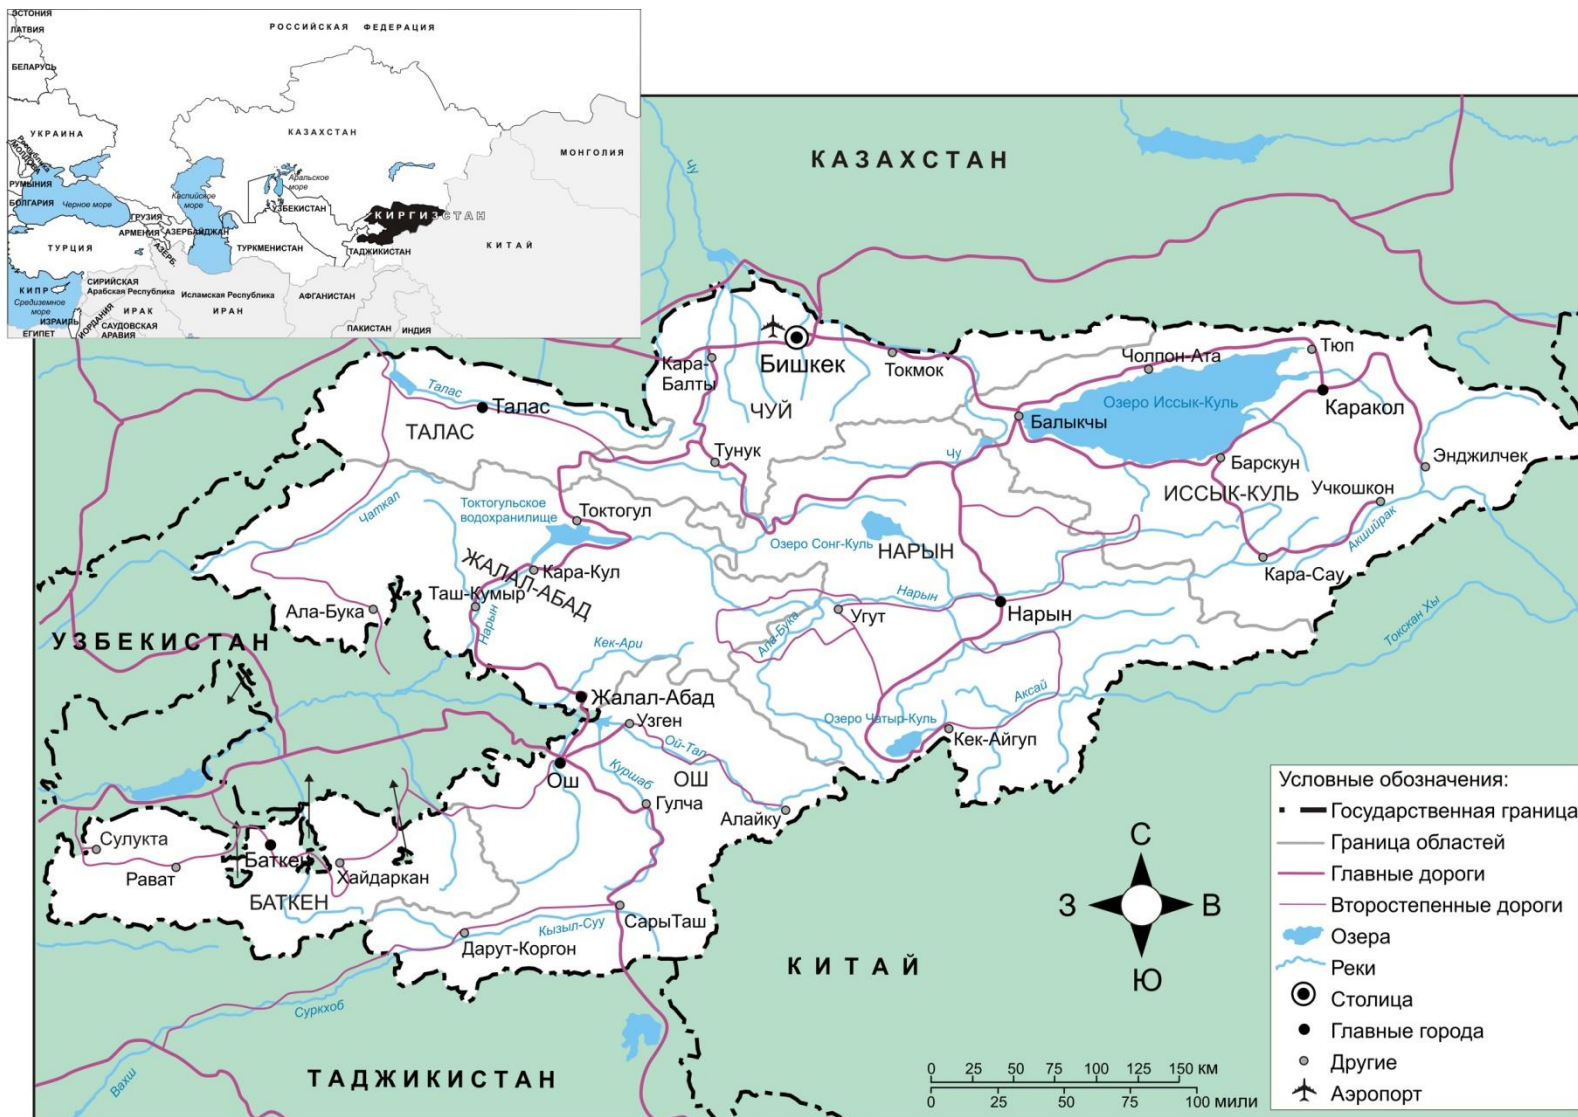 ЭСТОНИЯ
ЛАТВИЯ
РОССИЙСКАЯ ФЕДЕРАЦИЯ
БЕЛАРУСЬ
УКРАИНА
Республика
МОЛДОВА
КАЗАХСТАН
МОНГОЛИЯ
РУМЫНИЯ
БОЛГАРИЯ
Черное море
Каспийское
море
Аральское
море
УЗБЕКИСТАН
КИРГИЗСТАН
ГРУЗИЯ
АРМЕНИЯ
АЗЕРБАЙДЖАН
АЗЕРБ.
ТУРЦИЯ
ТУРКМЕНИСТАН
ТАДЖИКИСТАН
КИТАЙ
КИПР
Средиземное
море
СИРИЙСКАЯ
Арабская Республика
Исламская Республика
ИРАН
АФГАНИСТАН
ИРАК
ИЗРАИЛЬ
ИОРДАНИЯ
ЕГИПЕТ
САУДОВСКАЯ
АРАВИЯ
ПАКИСТАН
ИНДИЯ
КАЗАХСТАН
Чу
Бишкек
Кара-
Балты
Токмок
Чолпон-Ата
Тюп
Талас
Талас
ТАЛАС
ЧУЙ
Озеро Иссык-Куль
Каракол
Балыкчы
Тунук
Чу
Барскун
Энджилчек
ИССЫК-КУЛЬ
Учкошкон
Чаткал
Токтогульское
водохранилище
Токтогул
Акшийрак
Озеро Сонг-Куль
НАРЫН
ЖАЛАЛ-АБАД
Кара-Кул
Кара-Сау
Таш-Кумыр
Ала-Бука
Нарын
Нарын
Угут
Нарын
Ала-Бука
Токскан Хы
УЗБЕКИСТАН
Кек-Ари
Жалал-Абад
Аксай
Узген
Озеро Чатыр-Куль
Кек-Айгуп
Ой-Тал
Ош
Куршаб
ОШ
Гулча
Алайку
Сулукта
Рават
Баткен
Хайдаркан
БАТКЕН
СарыТаш
Кызыл-Суу
Дарут-Коргон
КИТАЙ
Сурхоб
Вахш
ТАДЖИКИСТАН
С
З
В
Ю
Условные обозначения:
Государственная граница
Граница областей
Главные дороги
Второстепенные дороги
Озера
Реки
Столица
Главные города
Другие
Аэропорт
0 25 50 75 100 150 км
0 25 50 75 100 мили